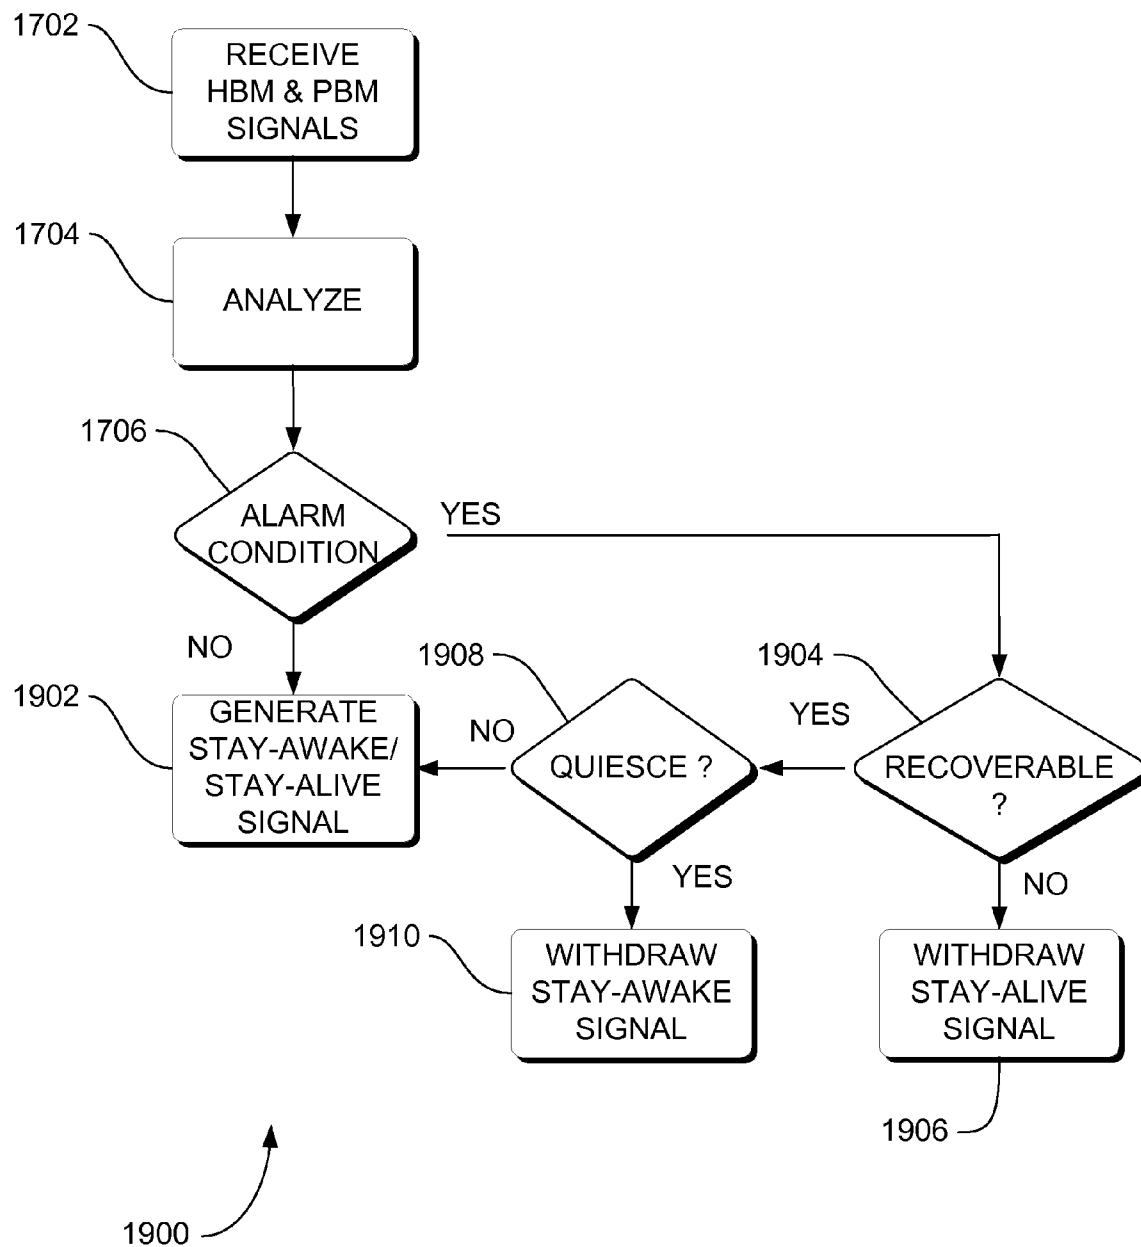 1702
RECEIVE
HBM & PBM
SIGNALS
1704
ANALYZE
1706
ALARM
CONDITION
YES
NO
1902
GENERATE
STAY-AWAKE/
STAY-ALIVE
SIGNAL
1908
NO
QUIESCE ?
YES
1904
YES
RECOVERABLE
?
NO
1910
WITHDRAW
STAY-AWAKE
SIGNAL
WITHDRAW
STAY-ALIVE
SIGNAL
1906
1900